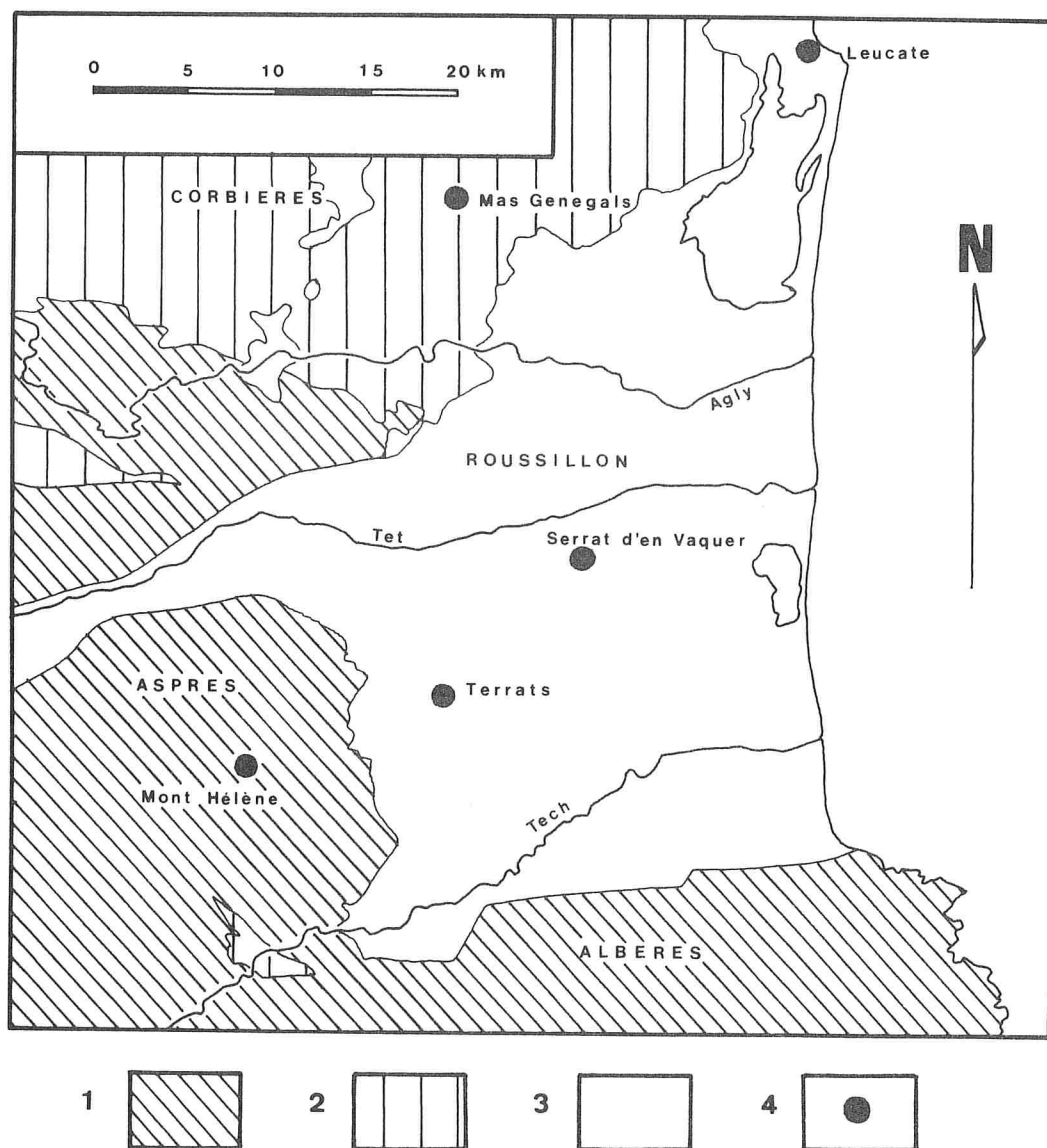 0 5 10 15 20 km
Leucate
CORBIERES
Mas Genegals
N
Agly
ROUSSILLON
Tet
Serrat d'en Vaquer
ASPRES
Terrats
Mont Hélène
Tech
ALBERES
1 2 3 4